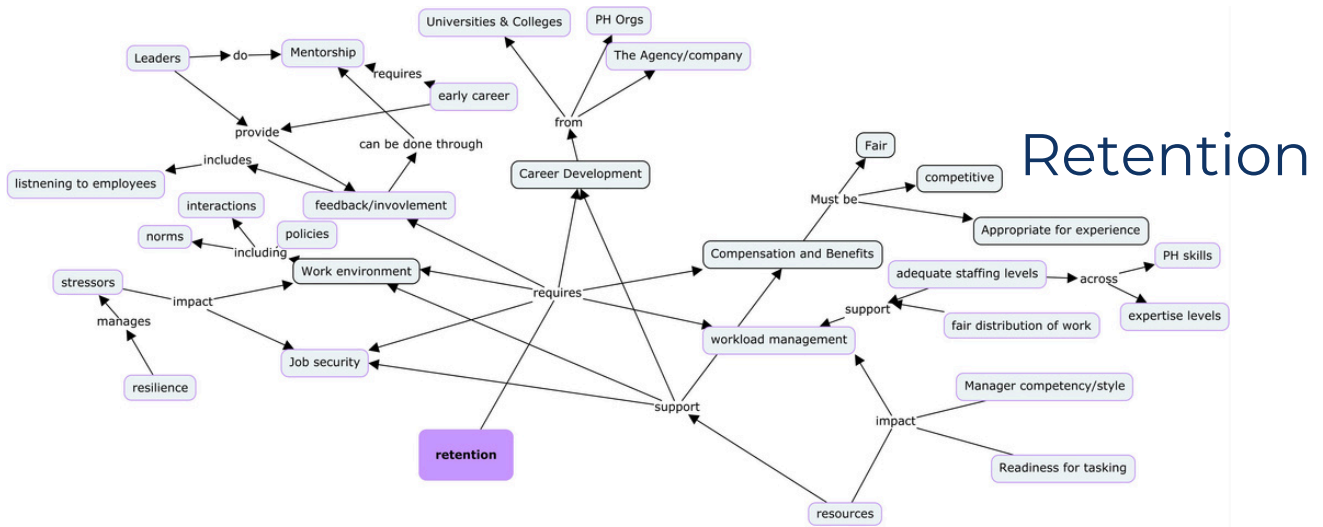 Universities & Colleges
PH Orgs
Leaders
do
Mentorship
The Agency/company
requires
early career
from
provide
can be done through
Fair
Retention
includes
listnening to employees
Career Development
competitive
Must be
interactions
feedback/invovlement
Appropriate for experience
norms
policies
including
Compensation and Benefits
PH skills
Work environment
adequate staffing levels
across
stressors
impact
requires
support
expertise levels
manages
fair distribution of work
workload management
Job security
resilience
Manager competency/style
support
impact
retention
Readiness for tasking
resources